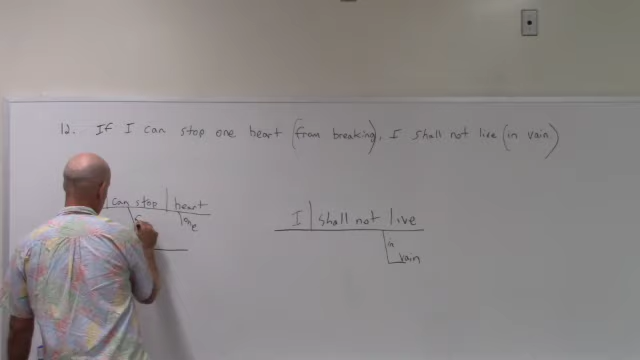 12. If I can stop one heart (from breaking), I shall not live (in vain)
can stop | heart
one
I | shall not live
in
vain